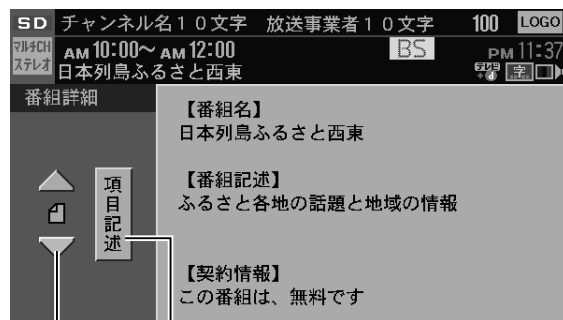 SD チャンネル名10文字 放送事業者10文字 100 LOGO
マルチCH ステレオ AM 10:00～AM 12:00 BS PM 11:37
日本列島ふるさと西東 テレビ+♪ 字
番組詳細
【番組名】
日本列島ふるさと西東
【番組記述】
ふるさと各地の話題と地域の情報
項目記述
【契約情報】
この番組は、無料です